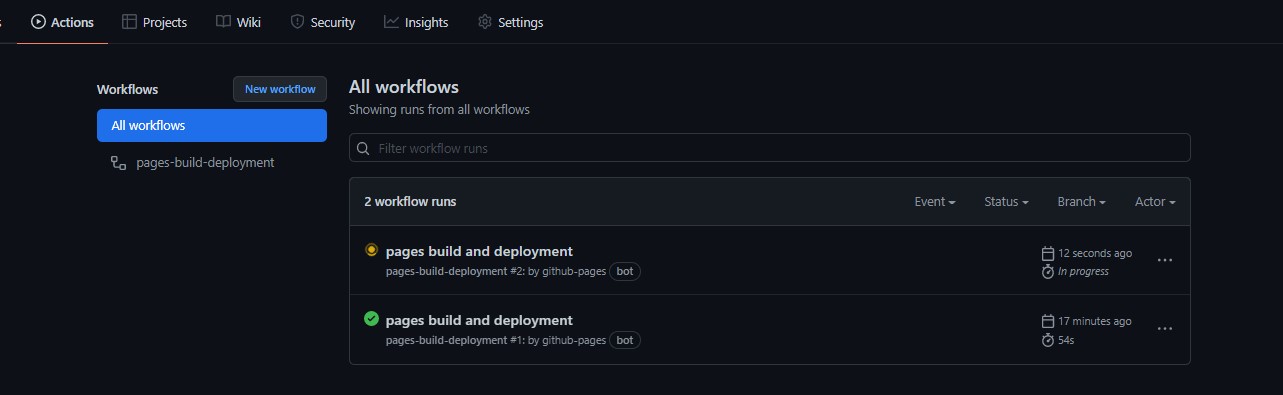 Actions Projects Wiki Security Insights Settings
Workflows New workflow
All workflows
pages-build-deployment
All workflows
Showing runs from all workflows
Filter workflow runs
2 workflow runs Event Status Branch Actor
pages build and deployment
pages-build-deployment #2: by github-pages bot
12 seconds ago
In progress
pages build and deployment
pages-build-deployment #1: by github-pages bot
17 minutes ago
54s